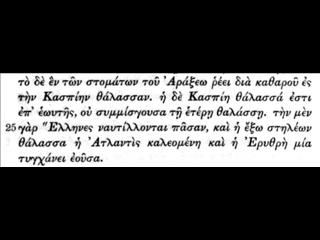 τὸ δὲ ἓν τῶν στομάτων τοῦ Ἀράξεω ῥέει διὰ καθαροῦ ἐς
τὴν Κασπίην θάλασσαν. ἡ δὲ Κασπίη θάλασσά ἐστι
ἐπ' ἑωυτῆς, οὐ συμμίσγουσα τῇ ἑτέρῃ θαλάσσῃ. τὴν μὲν
25 γὰρ Ἕλληνες ναυτίλλονται πᾶσαν, καὶ ἡ ἔξω στηλέων
θάλασσα ἡ Ἀτλαντὶς καλεομένη καὶ ἡ Ἐρυθρὴ μία
τυγχάνει ἐοῦσα.